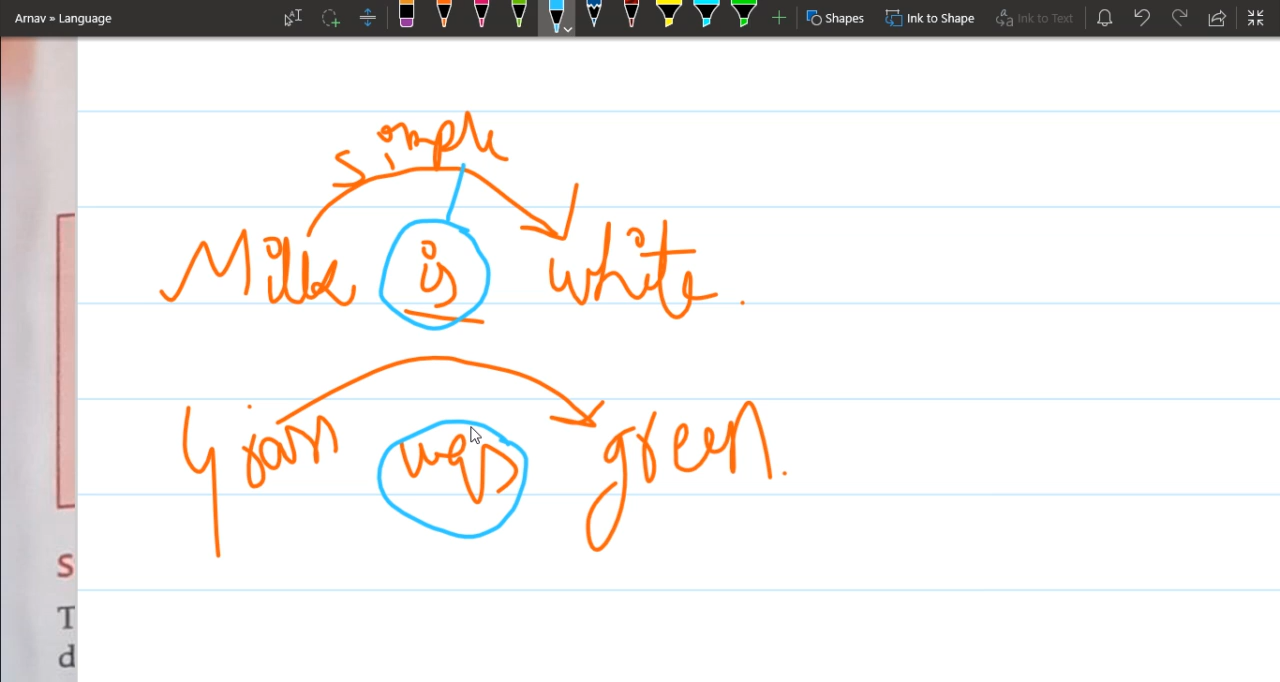 Arnav » Language
Shapes
Ink to Shape
Ink to Text
simple
Milk is white.
Grass was green.
S
T
d